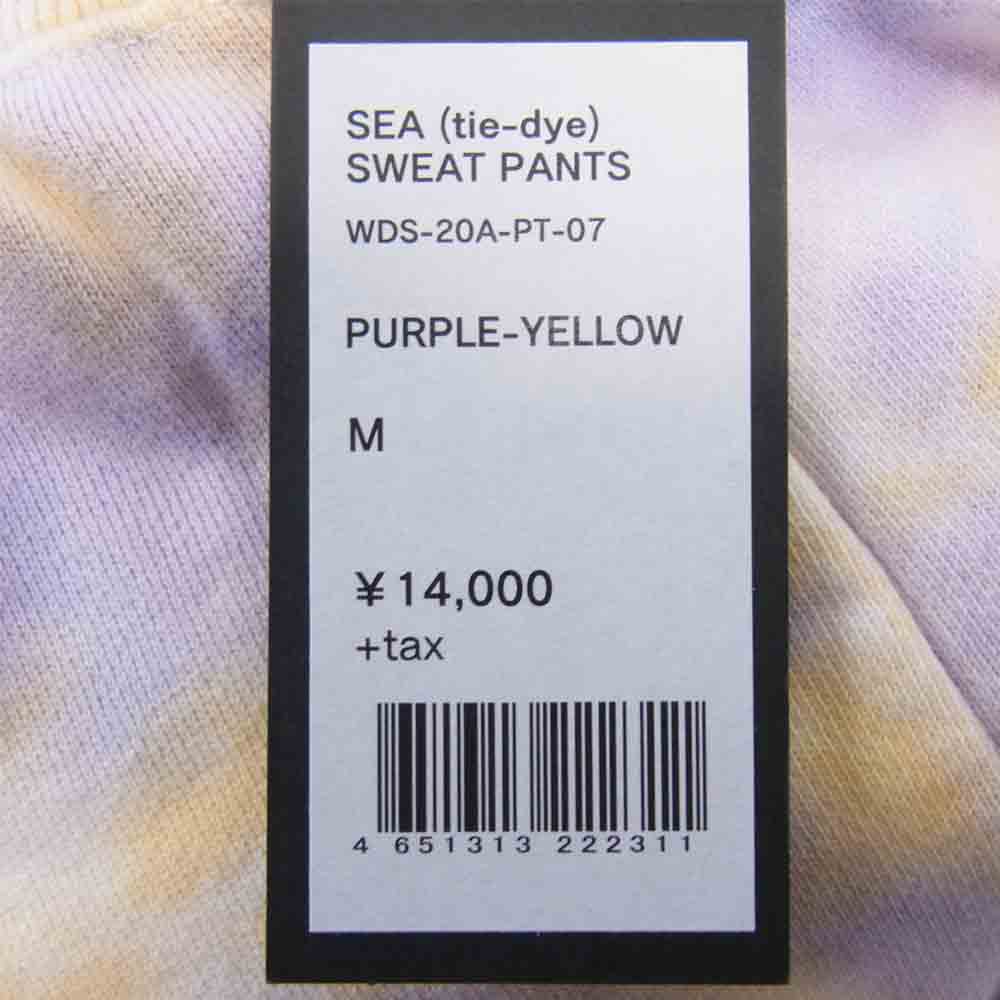 SEA (tie-dye)
SWEAT PANTS
WDS-20A-PT-07
PURPLE-YELLOW
M
¥14,000
+tax
4 651313 222311